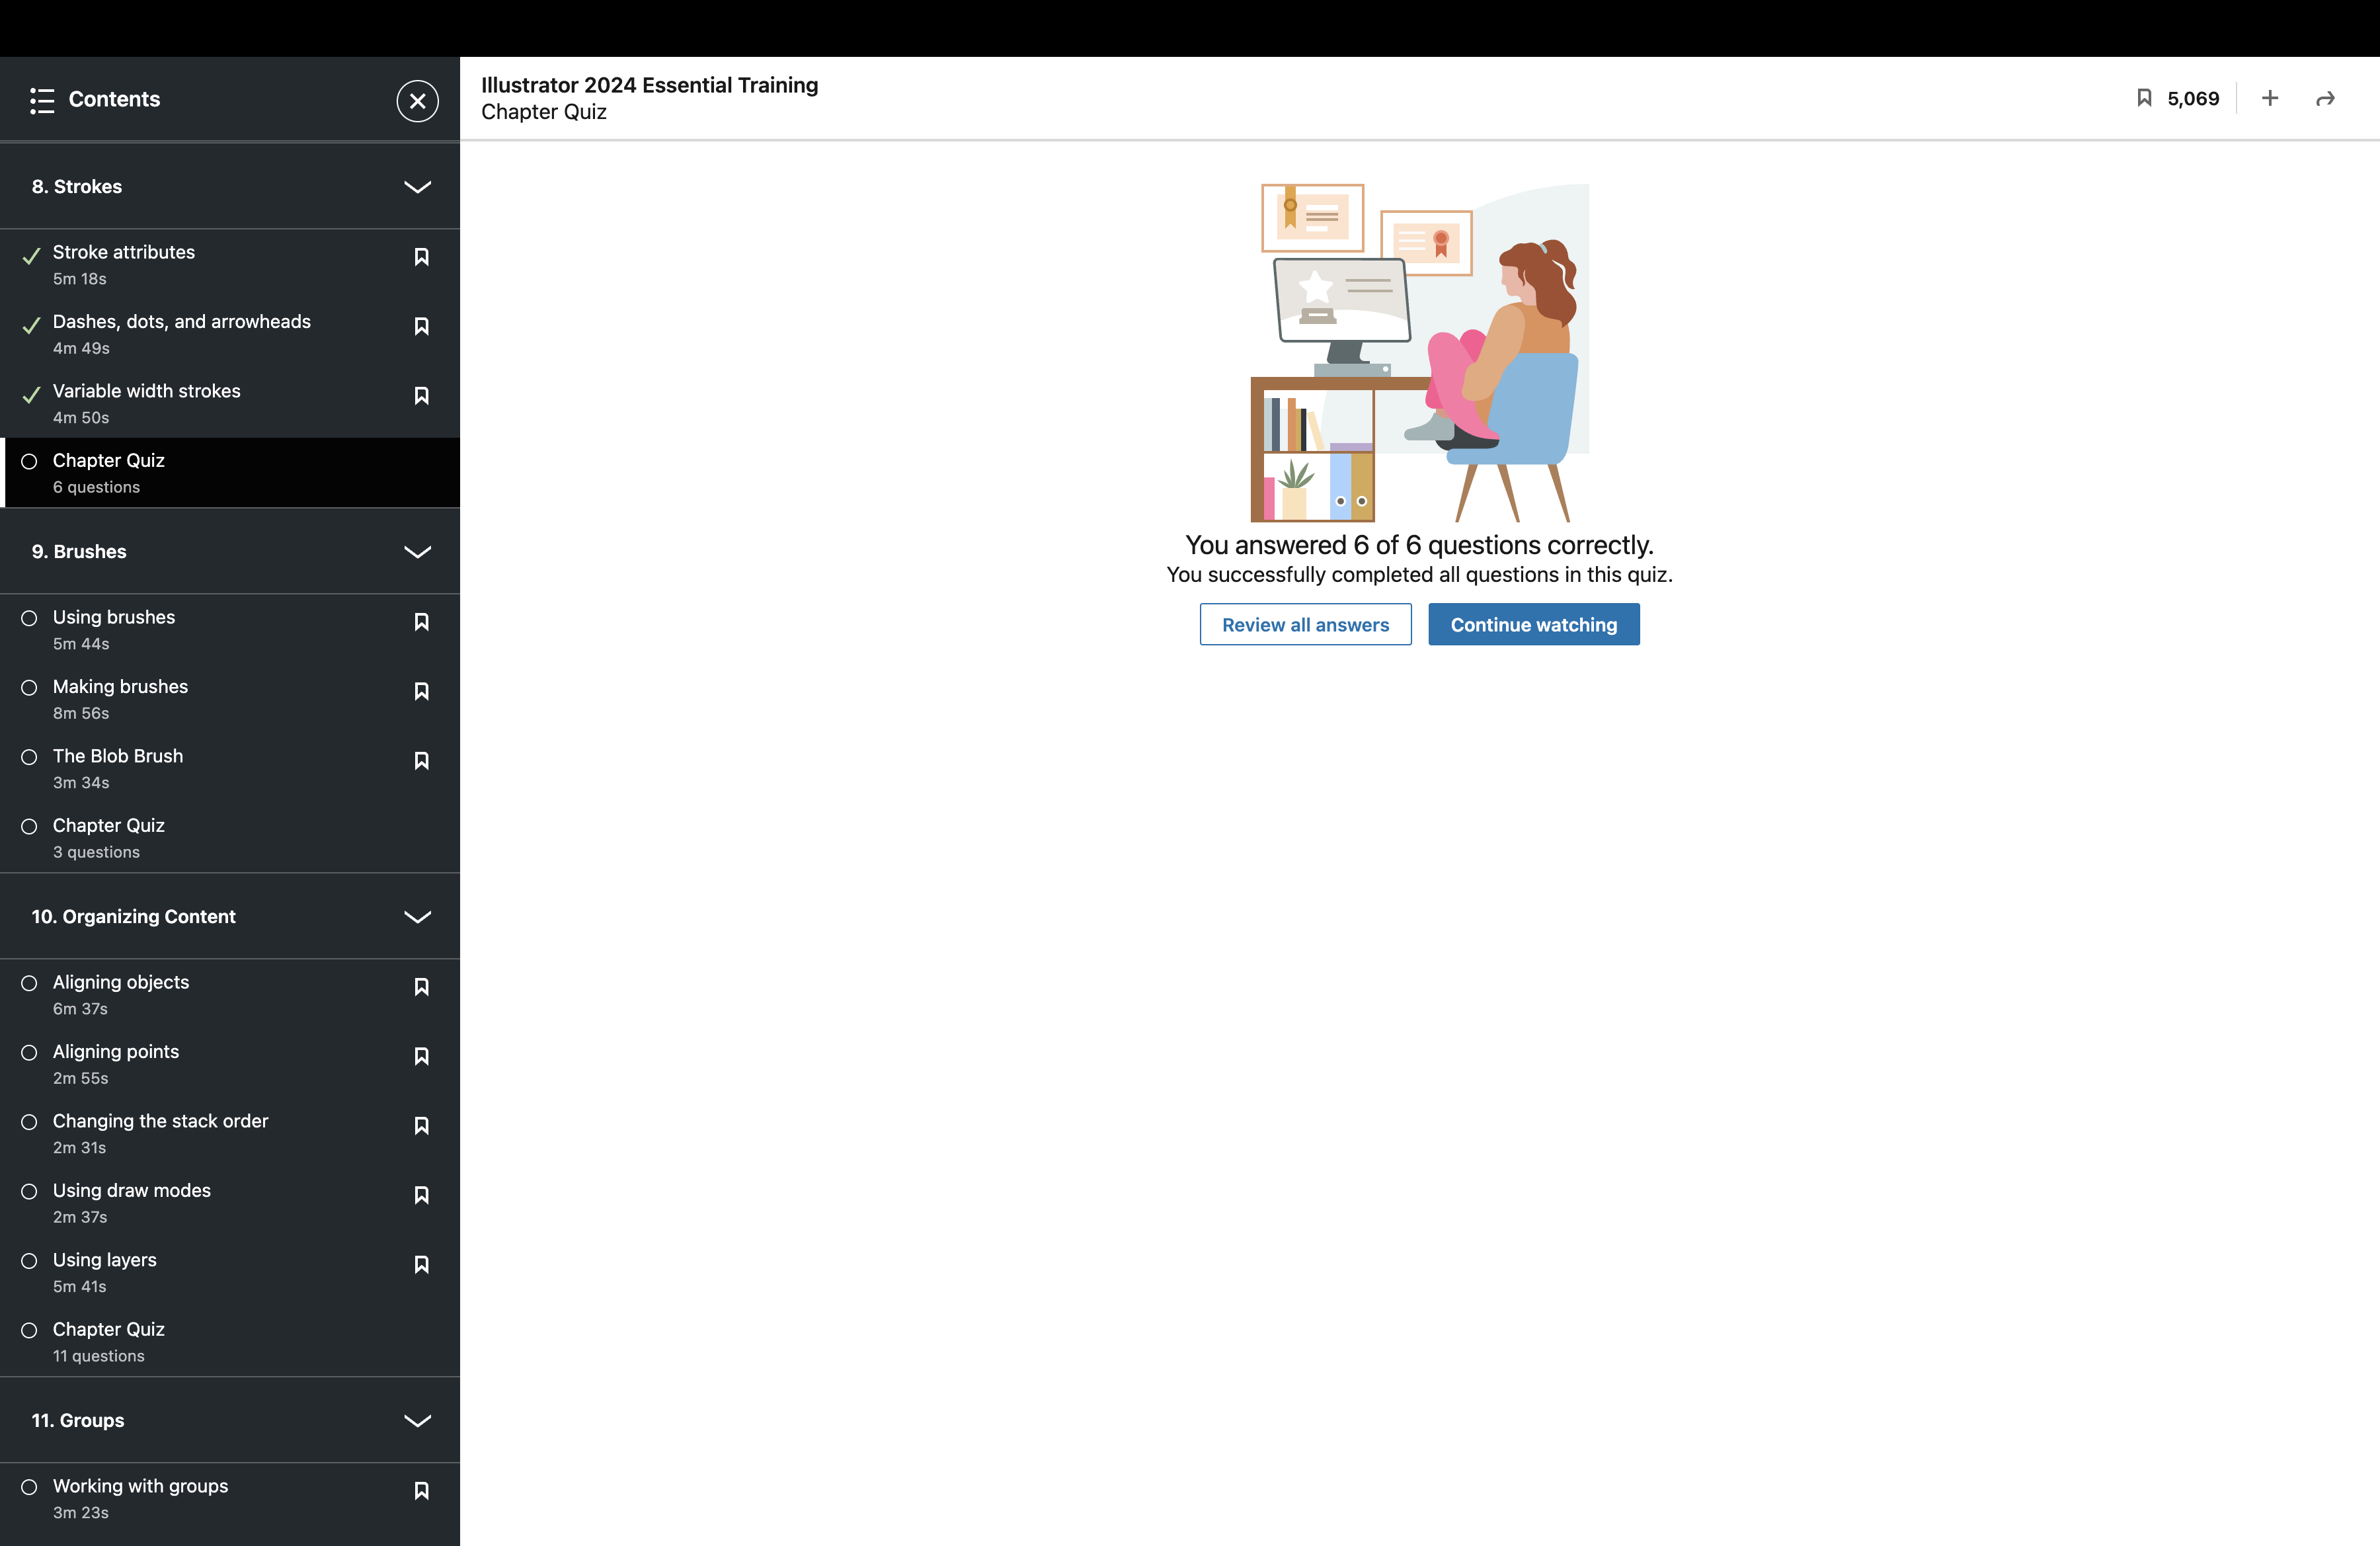 Contents
8. Strokes
Stroke attributes
5m 18s
Dashes, dots, and arrowheads
4m 49s
Variable width strokes
4m 50s
Chapter Quiz
6 questions
9. Brushes
Using brushes
5m 44s
Making brushes
8m 56s
The Blob Brush
3m 34s
Chapter Quiz
3 questions
10. Organizing Content
Aligning objects
6m 37s
Aligning points
2m 55s
Changing the stack order
2m 31s
Using draw modes
2m 37s
Using layers
5m 41s
Chapter Quiz
11 questions
11. Groups
Working with groups
3m 23s
Illustrator 2024 Essential Training
Chapter Quiz
5,069
You answered 6 of 6 questions correctly.
You successfully completed all questions in this quiz.
Review all answers
Continue watching